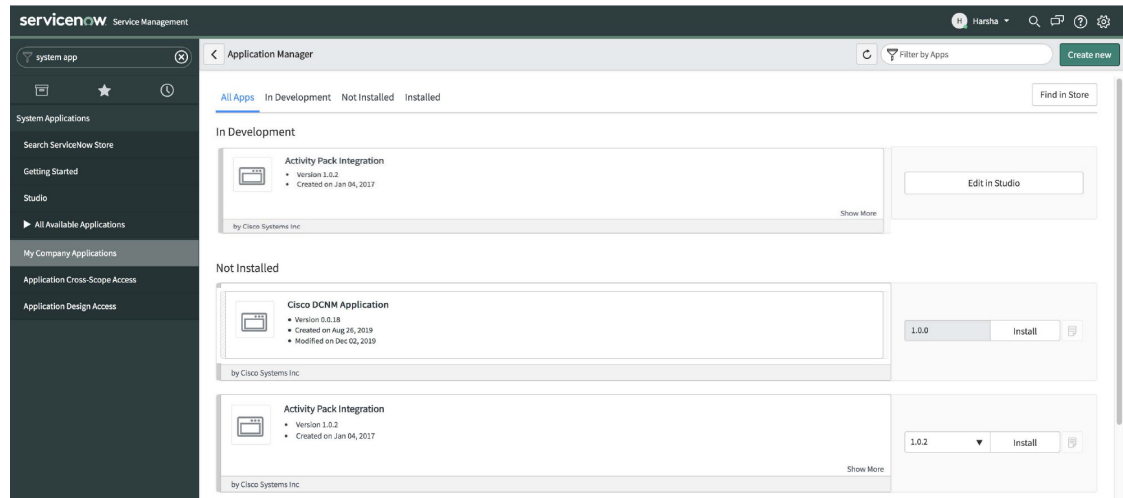 servicenow Service Management
H Harsha
system app
Application Manager
Filter by Apps
Create new
All Apps In Development Not Installed Installed
Find in Store
System Applications
Search ServiceNow Store
Getting Started
Studio
All Available Applications
My Company Applications
Application Cross-Scope Access
Application Design Access
In Development
Activity Pack Integration
• Version 1.0.2
• Created on Jan 04, 2017
Show More
by Cisco Systems Inc
Edit in Studio
Not Installed
Cisco DCNM Application
• Version 0.0.18
• Created on Aug 26, 2019
• Modified on Dec 02, 2019
by Cisco Systems Inc
1.0.0 Install
Activity Pack Integration
• Version 1.0.2
• Created on Jan 04, 2017
Show More
by Cisco Systems Inc
1.0.2 Install